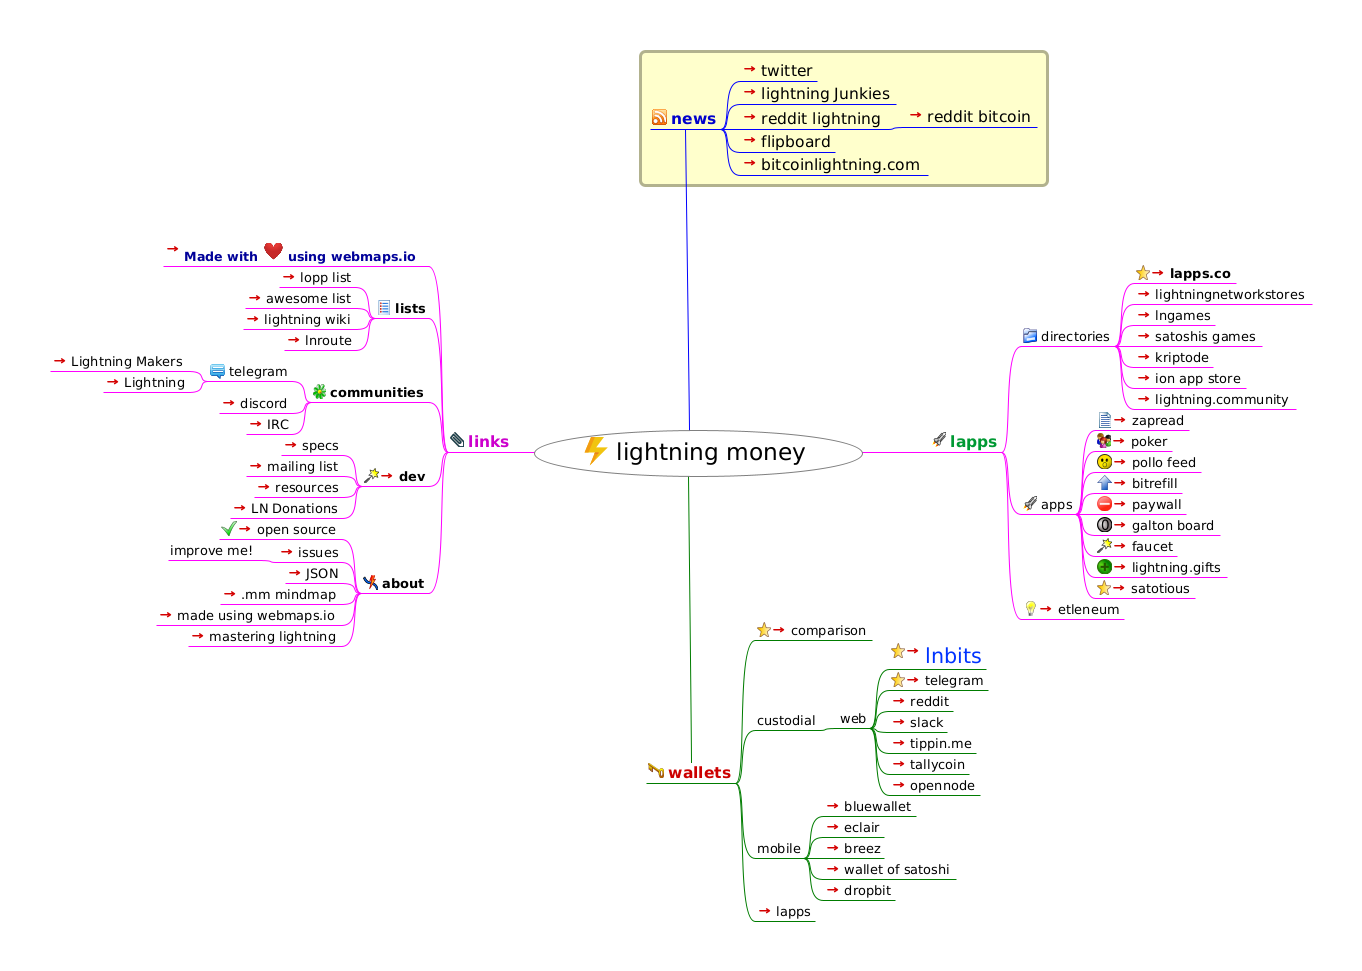 lightning money
news
twitter
lightning Junkies
reddit lightning
reddit bitcoin
flipboard
bitcoinlightning.com
links
Made with using webmaps.io
lists
lopp list
awesome list
lightning wiki
lnroute
communities
telegram
Lightning Makers
Lightning
discord
IRC
dev
specs
mailing list
resources
LN Donations
about
open source
issues
improve me!
JSON
.mm mindmap
made using webmaps.io
mastering lightning
lapps
directories
lapps.co
lightningnetworkstores
lngames
satoshis games
kriptode
ion app store
lightning.community
apps
zapread
poker
pollo feed
bitrefill
paywall
galton board
faucet
lightning.gifts
satotious
etleneum
wallets
comparison
custodial
web
lnbits
telegram
reddit
slack
tippin.me
tallycoin
opennode
mobile
bluewallet
eclair
breez
wallet of satoshi
dropbit
lapps